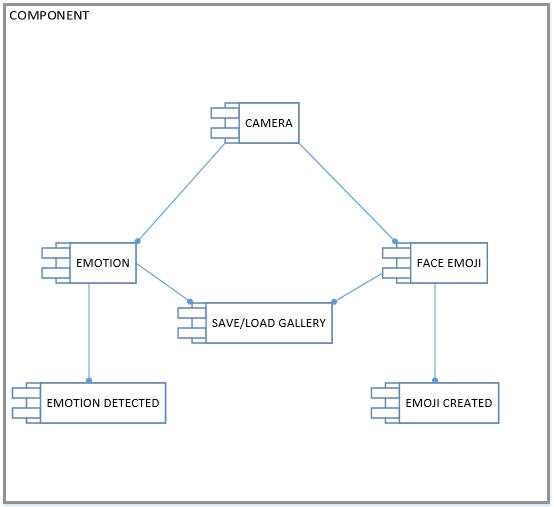 COMPONENT
CAMERA
EMOTION
FACE EMOJI
SAVE/LOAD GALLERY
EMOTION DETECTED
EMOJI CREATED